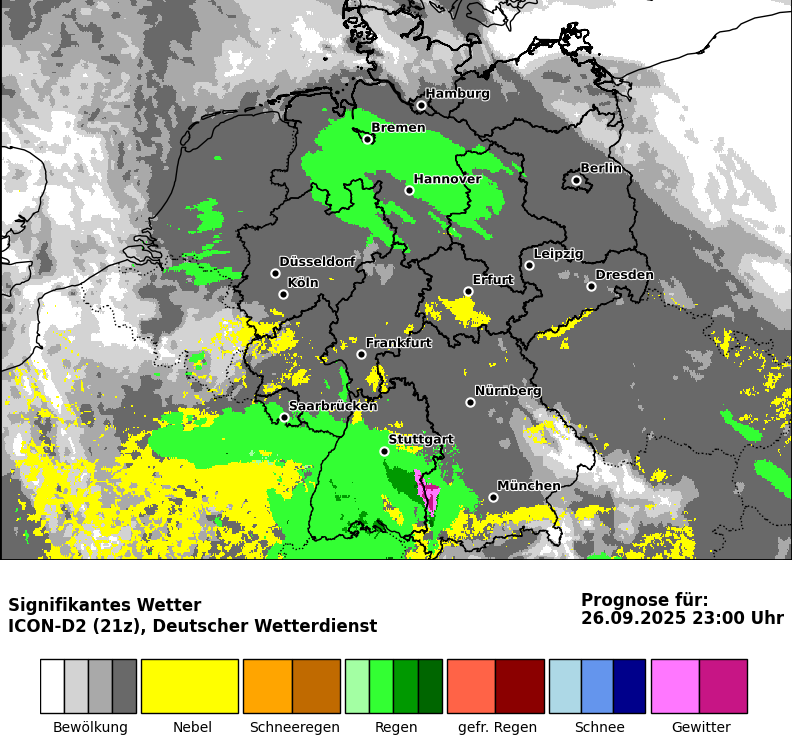 Hamburg
Bremen
Berlin
Hannover
Leipzig
Düsseldorf
Dresden
Erfurt
Köln
Frankfurt
Nürnberg
Saarbrücken
Stuttgart
München
Signifikantes Wetter
ICON-D2 (21z), Deutscher Wetterdienst
Prognose für:
26.09.2025 23:00 Uhr
Bewölkung Nebel Schneeregen Regen gefr. Regen Schnee Gewitter